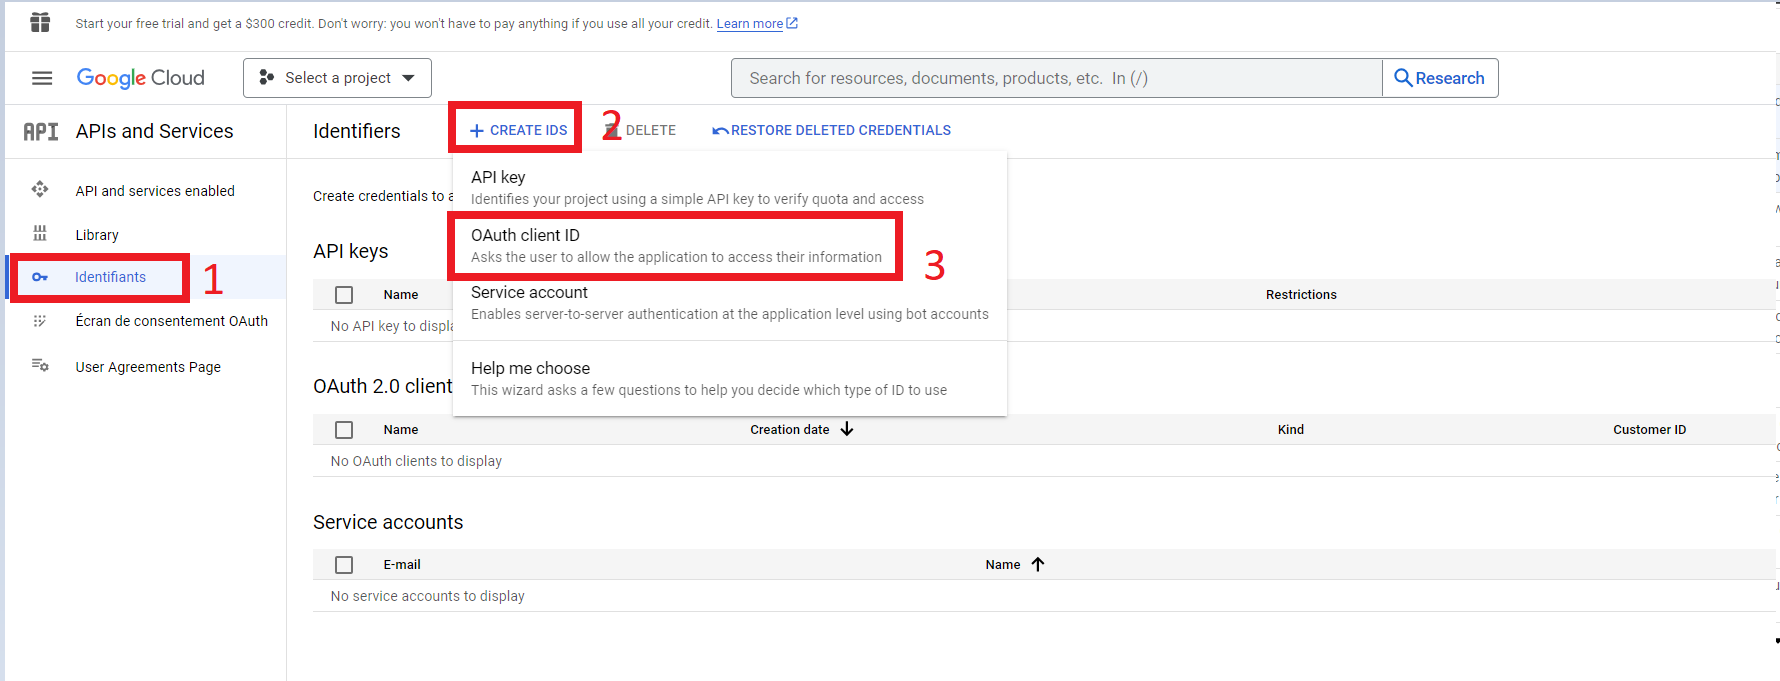 Start your free trial and get a $300 credit. Don't worry: you won't have to pay anything if you use all your credit. Learn more
Google Cloud
Select a project
Search for resources, documents, products, etc. In (/)
Research
API APIs and Services
Identifiers
+ CREATE IDS
2
DELETE
RESTORE DELETED CREDENTIALS
API and services enabled
Library
Identifiants
1
Écran de consentement OAuth
User Agreements Page
Create credentials to a
API key
Identifies your project using a simple API key to verify quota and access
OAuth client ID
Asks the user to allow the application to access their information
3
Service account
Enables server-to-server authentication at the application level using bot accounts
Help me choose
This wizard asks a few questions to help you decide which type of ID to use
API keys
Name
Restrictions
No API key to displa
OAuth 2.0 client
Name
Creation date
Kind
Customer ID
No OAuth clients to display
Service accounts
E-mail
Name
No service accounts to display